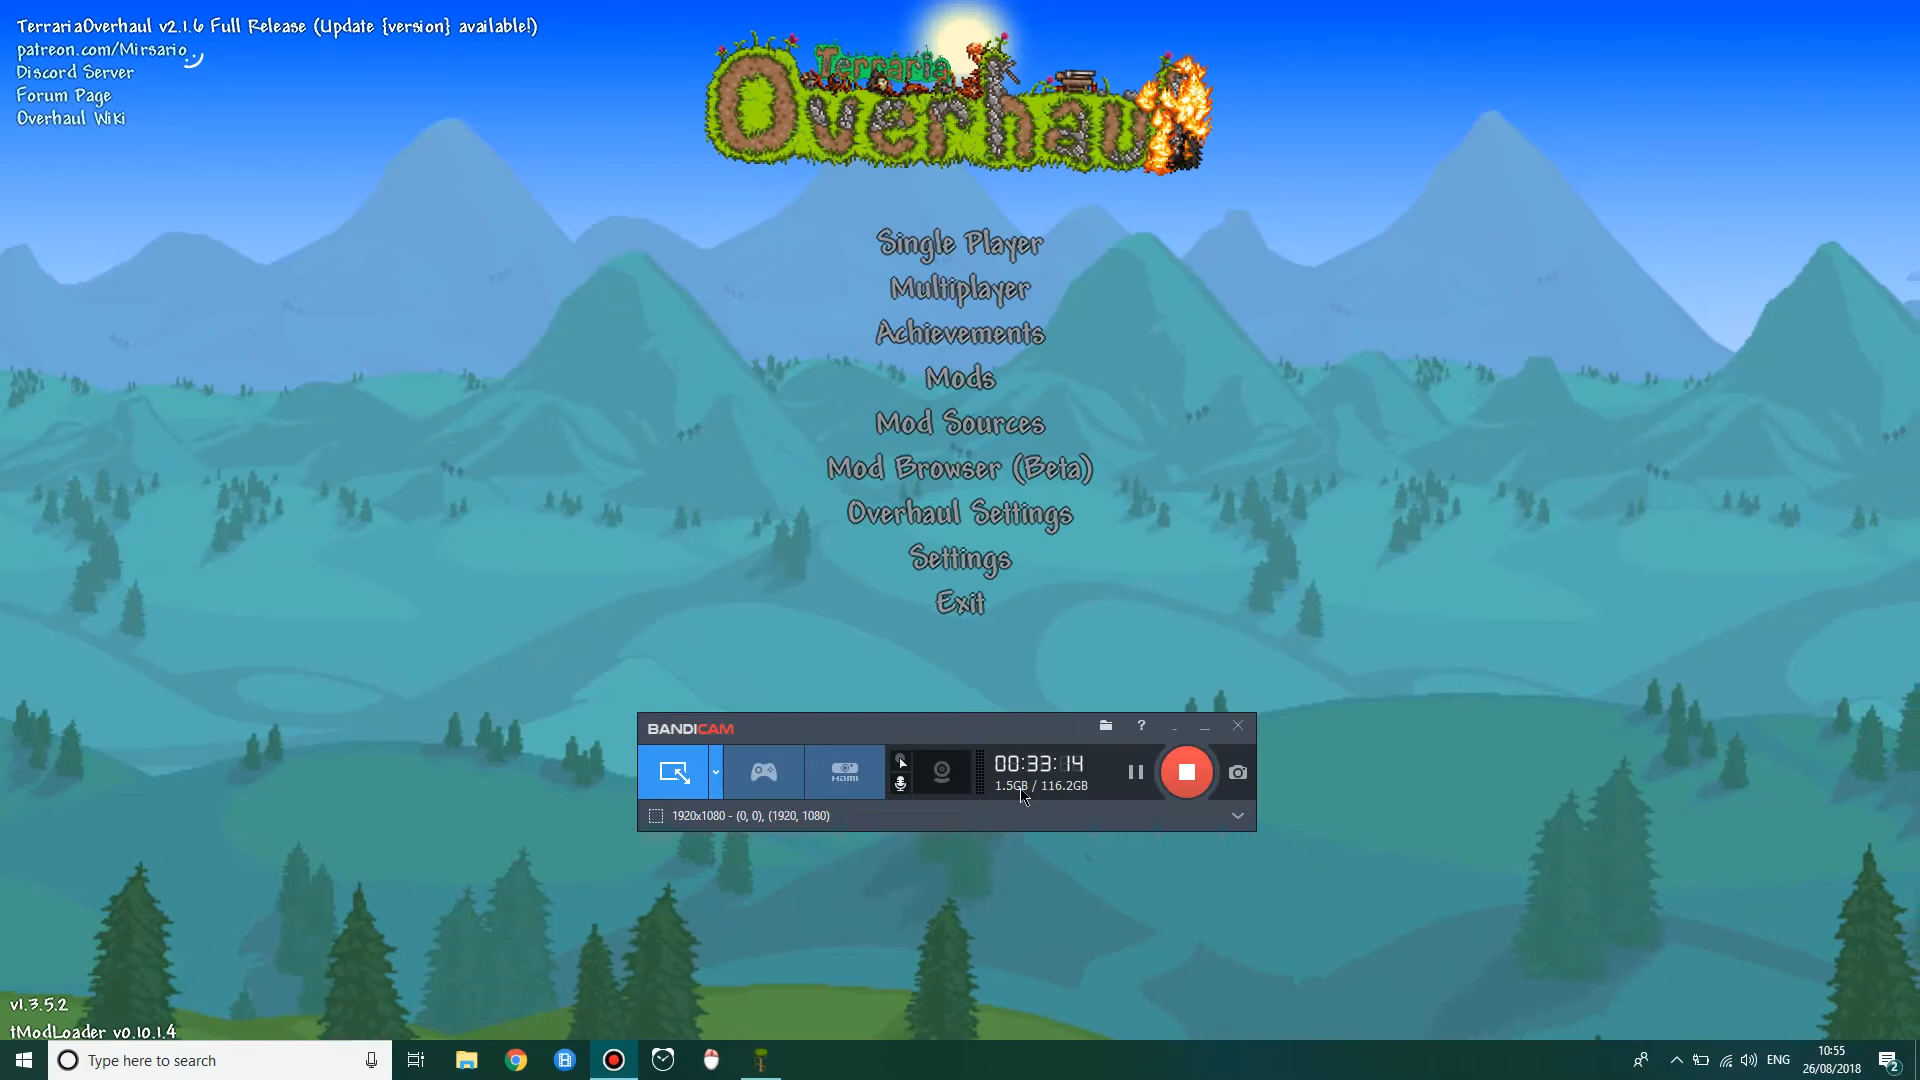 TerrariaOverhaul v2.1.6 Full Release (Update {version} available!)
patreon.com/Mirsario
Discord Server
Forum Page
Overhaul Wiki
Terraria
Overhaul
Single Player
Multiplayer
Achievements
Mods
Mod Sources
Mod Browser (Beta)
Overhaul Settings
Settings
Exit
BANDICAM
?
HDMI
00:33:14
1.5GB / 116.2GB
1920x1080 - (0, 0), (1920, 1080)
v1.3.5.2
tModLoader v0.10.1.4
Type here to search
ENG
10:55
26/08/2018
2